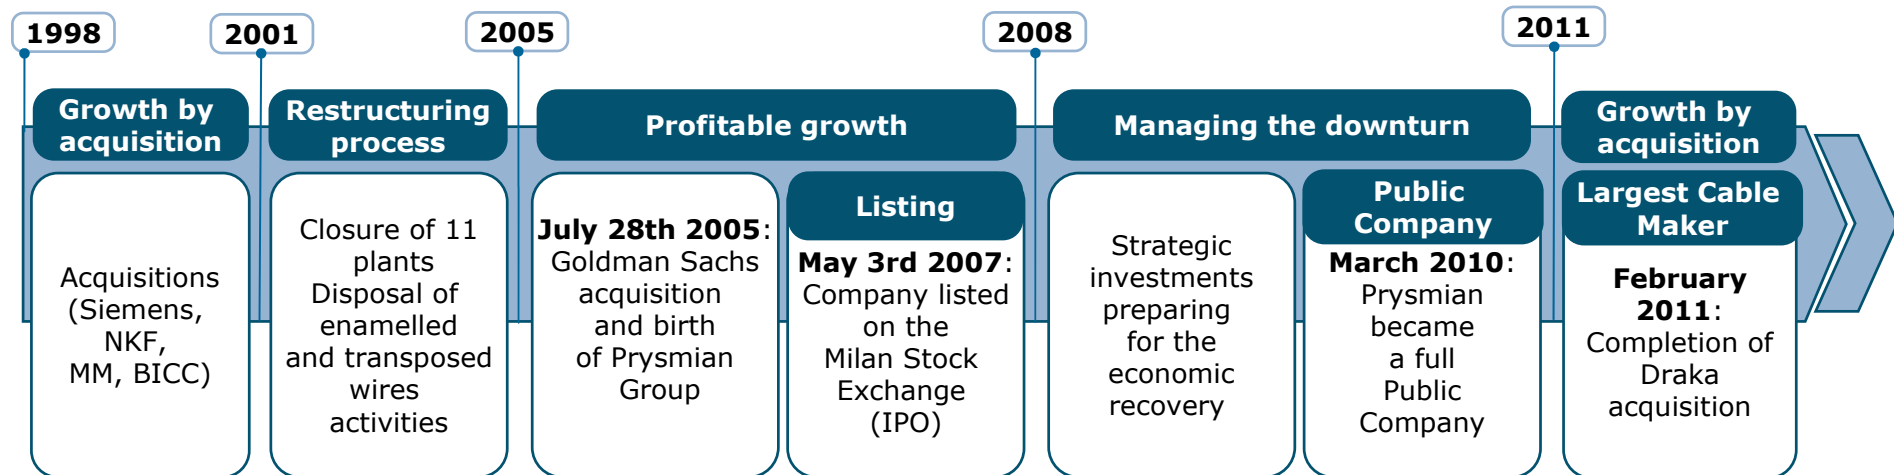 1998
2001
2005
2008
2011
Growth by
acquisition
Restructuring
process
Profitable growth
Managing the downturn
Growth by
acquisition
Acquisitions
(Siemens,
NKF,
MM, BICC)
Closure of 11
plants
Disposal of
enamelled
and transposed
wires
activities
July 28th 2005:
Goldman Sachs
acquisition
and birth
of Prysmian
Group
Listing
May 3rd 2007:
Company listed
on the
Milan Stock
Exchange
(IPO)
Strategic
investments
preparing
for the
economic
recovery
Public
Company
March 2010:
Prysmian
became
a full
Public
Company
Largest Cable
Maker
February
2011:
Completion of
Draka
acquisition